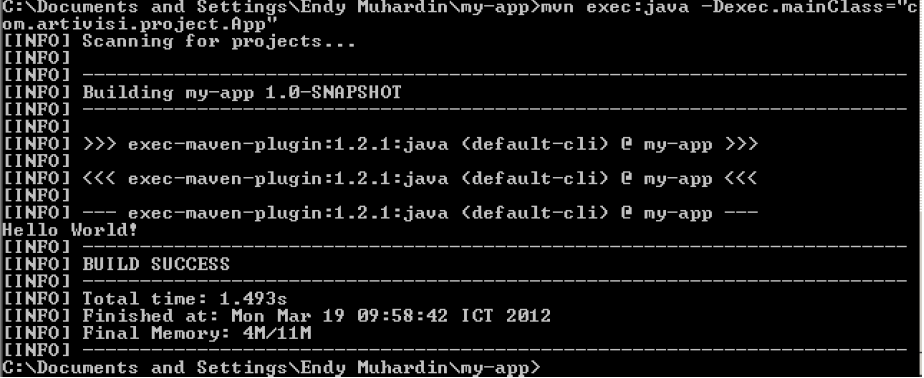 C:\Documents and Settings\Endy Muhardin\my-app>mvn exec:java -Dexec.mainClass="c
om.artivisi.project.App"
[INFO] Scanning for projects...
[INFO]
[INFO] ------------------------------------------------------------------------
[INFO] Building my-app 1.0-SNAPSHOT
[INFO] ------------------------------------------------------------------------
[INFO]
[INFO] >>> exec-maven-plugin:1.2.1:java (default-cli) @ my-app >>>
[INFO]
[INFO] <<< exec-maven-plugin:1.2.1:java (default-cli) @ my-app <<<
[INFO]
[INFO] --- exec-maven-plugin:1.2.1:java (default-cli) @ my-app ---
Hello World!
[INFO] ------------------------------------------------------------------------
[INFO] BUILD SUCCESS
[INFO] ------------------------------------------------------------------------
[INFO] Total time: 1.493s
[INFO] Finished at: Mon Mar 19 09:58:42 ICT 2012
[INFO] Final Memory: 4M/11M
[INFO] ------------------------------------------------------------------------
C:\Documents and Settings\Endy Muhardin\my-app>